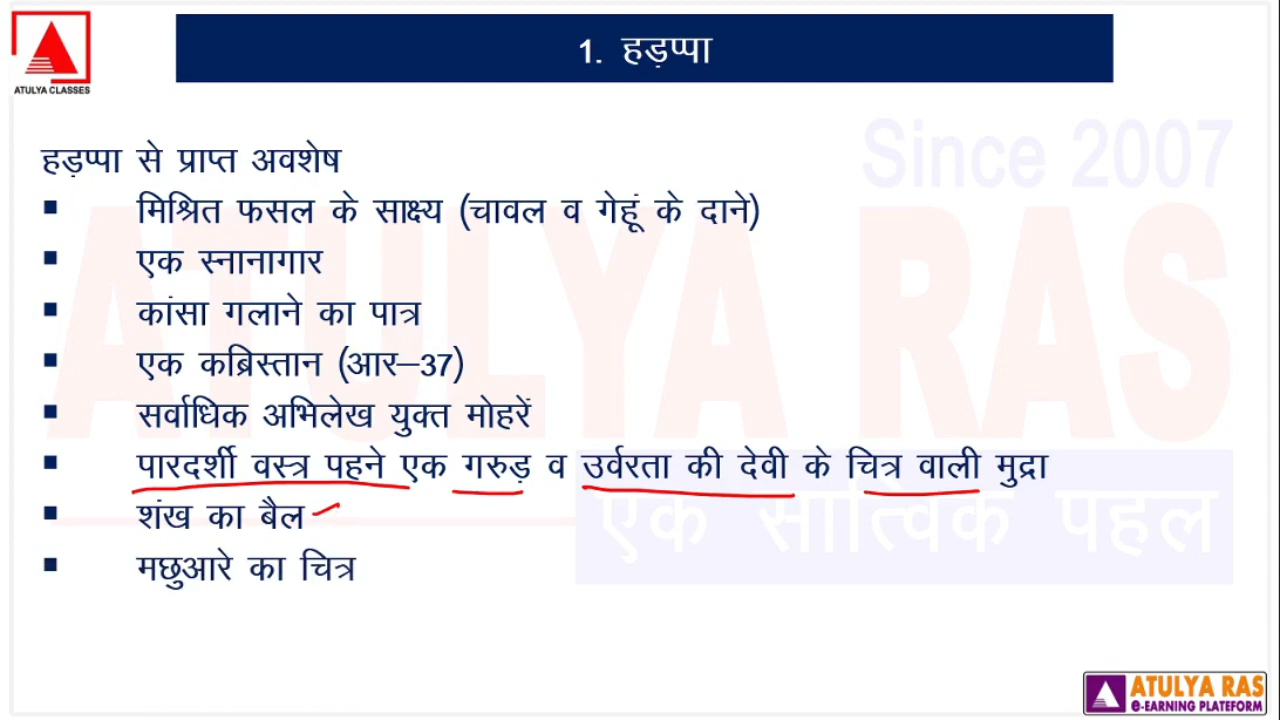 ATULYA CLASSES
1. हड़प्पा
Since 2007
ATULYA RAS
एक सात्विक पहल
हड़प्पा से प्राप्त अवशेष
▪ मिश्रित फसल के साक्ष्य (चावल व गेहूं के दाने)
▪ एक स्नानागार
▪ कांसा गलाने का पात्र
▪ एक कब्रिस्तान (आर–37)
▪ सर्वाधिक अभिलेख युक्त मोहरें
▪ पारदर्शी वस्त्र पहने एक गरुड़ व उर्वरता की देवी के चित्र वाली मुद्रा
▪ शंख का बैल
▪ मछुआरे का चित्र
ATULYA RAS
e-EARNING PLATEFORM